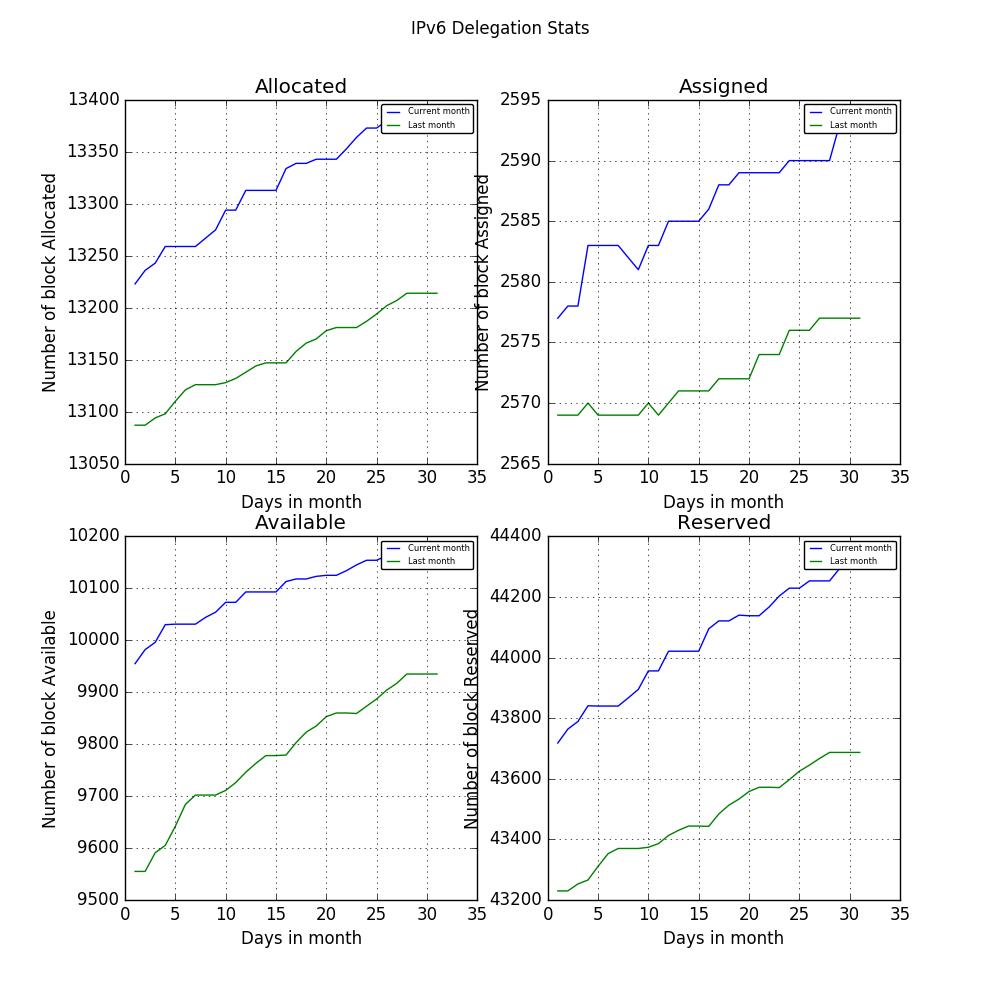 IPv6 Delegation Stats
Allocated
Number of block Allocated
13400
13350
13300
13250
13200
13150
13100
13050
0 5 10 15 20 25 30 35
Days in month
Current month
Last month
Assigned
Number of block Assigned
2595
2590
2585
2580
2575
2570
2565
0 5 10 15 20 25 30 35
Days in month
Current month
Last month
Available
Number of block Available
10200
10100
10000
9900
9800
9700
9600
9500
0 5 10 15 20 25 30 35
Days in month
Current month
Last month
Reserved
Number of block Reserved
44400
44200
44000
43800
43600
43400
43200
0 5 10 15 20 25 30 35
Days in month
Current month
Last month